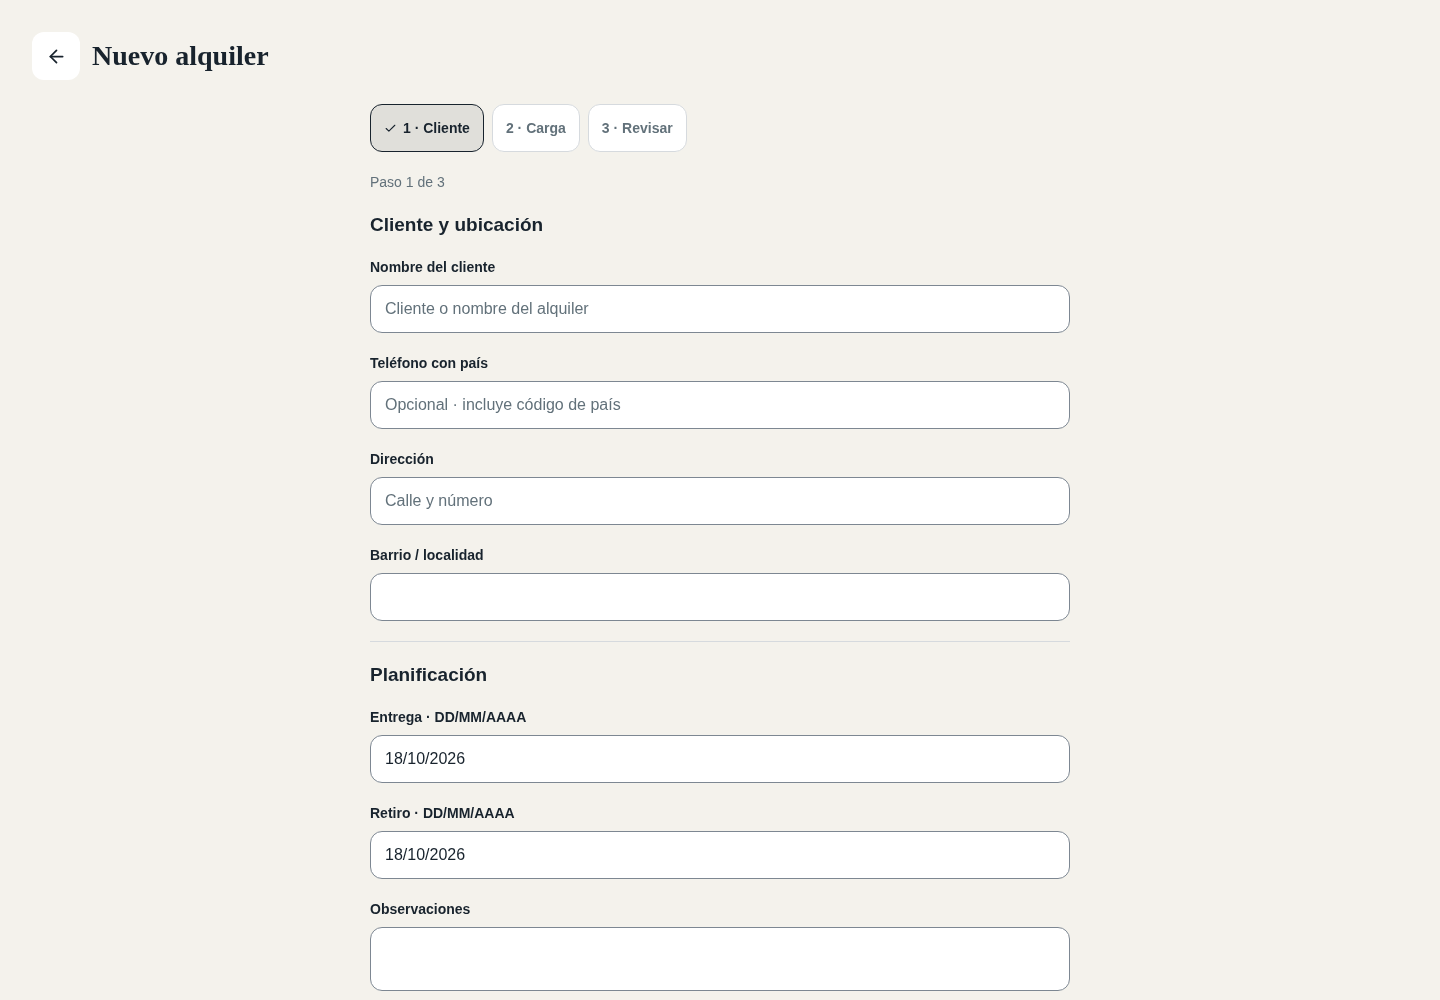 Nuevo alquiler
1 · Cliente
2 · Carga
3 · Revisar
Paso 1 de 3
Cliente y ubicación
Nombre del cliente
Cliente o nombre del alquiler
Teléfono con país
Opcional · incluye código de país
Dirección
Calle y número
Barrio / localidad
Planificación
Entrega · DD/MM/AAAA
18/10/2026
Retiro · DD/MM/AAAA
18/10/2026
Observaciones